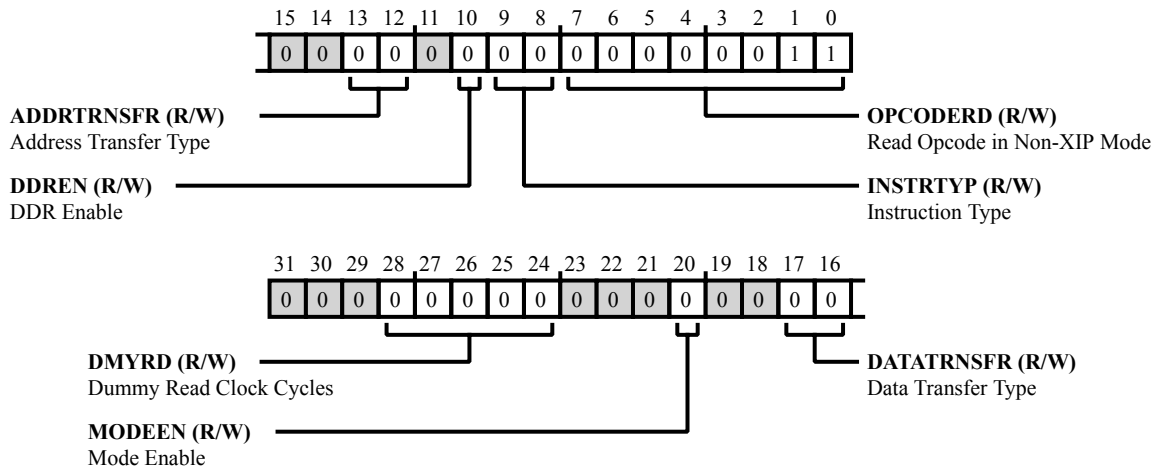 15 14 13 12 11 10 9 8 7 6 5 4 3 2 1 0
0 0 0 0 0 0 0 0 0 0 0 0 0 0 1 1
ADDRTRNSFR (R/W)
Address Transfer Type
OPCODERD (R/W)
Read Opcode in Non-XIP Mode
DDREN (R/W)
DDR Enable
INSTRTYP (R/W)
Instruction Type
31 30 29 28 27 26 25 24 23 22 21 20 19 18 17 16
0 0 0 0 0 0 0 0 0 0 0 0 0 0 0 0
DMYRD (R/W)
Dummy Read Clock Cycles
DATATRNSFR (R/W)
Data Transfer Type
MODEEN (R/W)
Mode Enable